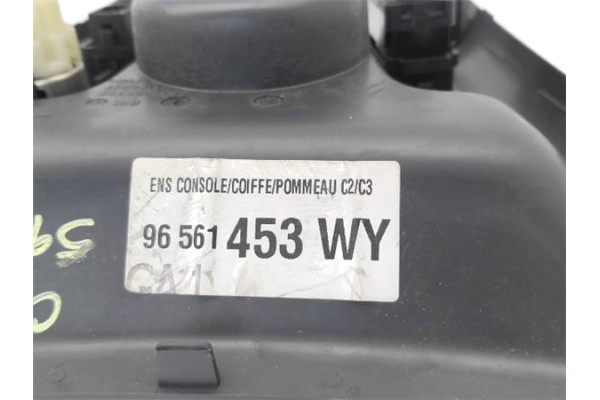 ENS CONSOLE/COIFFE/POMMEAU C2/C3
96 561 453 WY